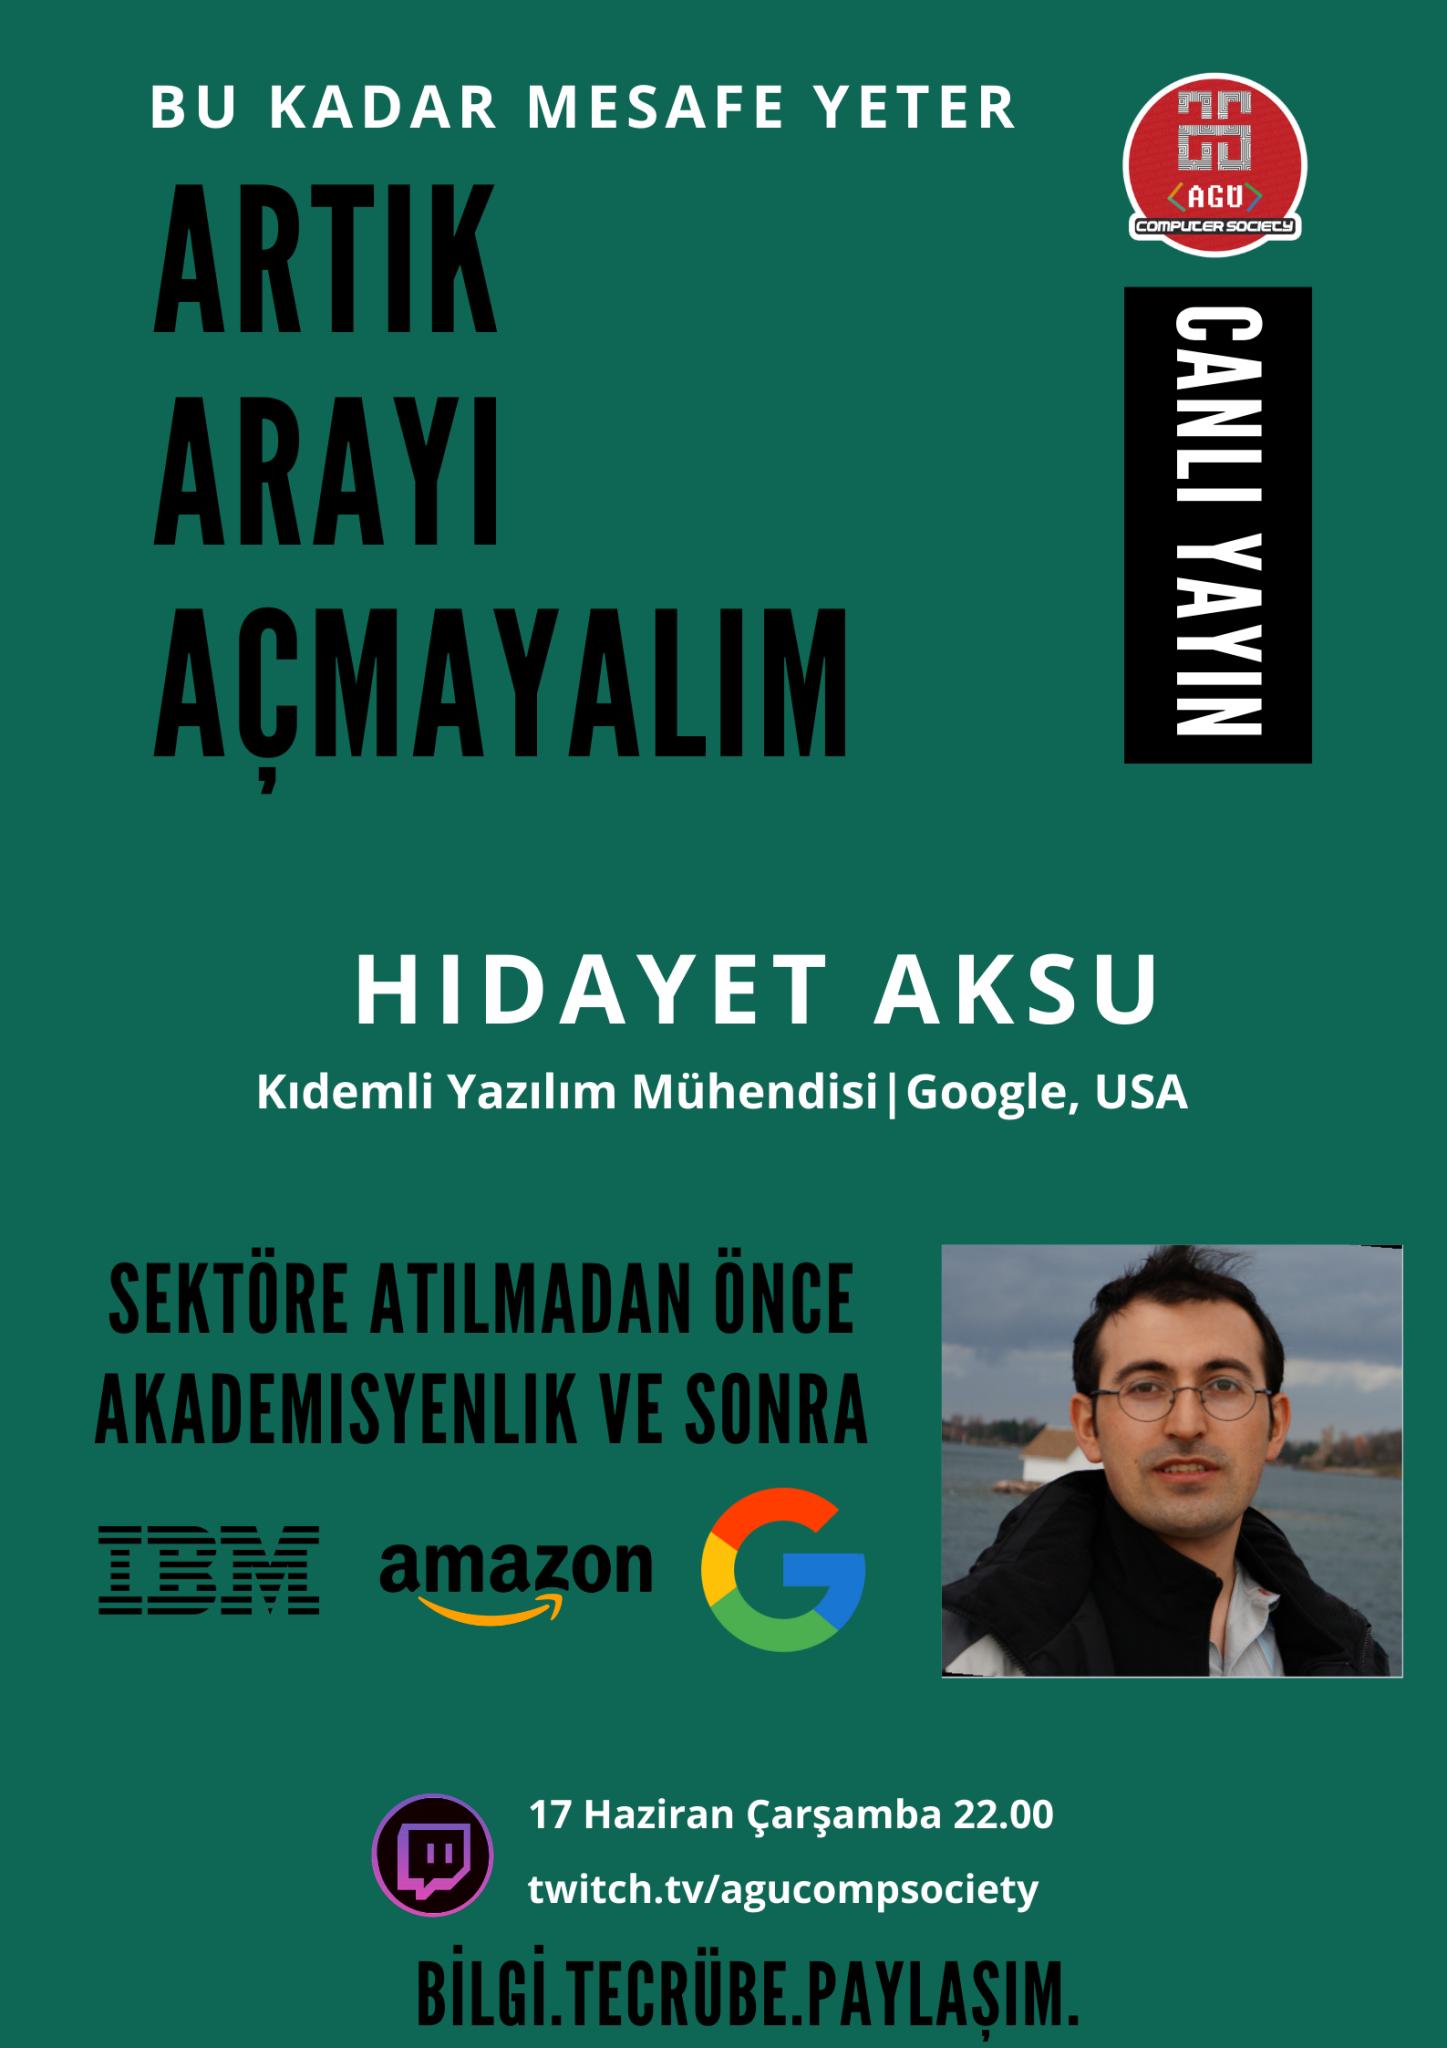 BU KADAR MESAFE YETER
ARTIK
ARAYI
AÇMAYALIM
<AGÜ>
COMPUTER SOCIETY
CANLI YAYIN
HIDAYET AKSU
Kıdemli Yazılım Mühendisi|Google, USA
SEKTÖRE ATILMADAN ÖNCE
AKADEMISYENLIK VE SONRA
IBM
amazon
G
17 Haziran Çarşamba 22.00
twitch.tv/agucompsociety
BİLGİ.TECRÜBE.PAYLAŞIM.